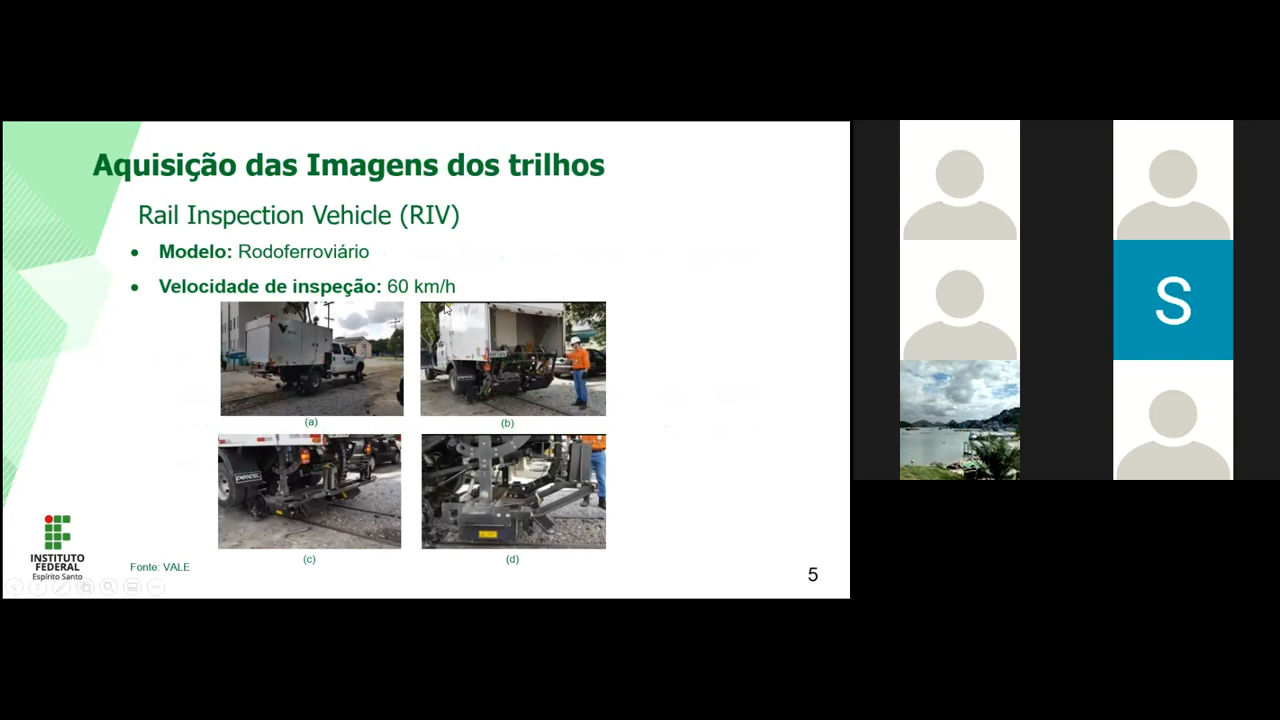 Aquisição das Imagens dos trilhos
Rail Inspection Vehicle (RIV)
• Modelo: Rodoferroviário
• Velocidade de inspeção: 60 km/h
(a)
(b)
(c)
(d)
INSTITUTO
FEDERAL
Espírito Santo
Fonte: VALE
5
S